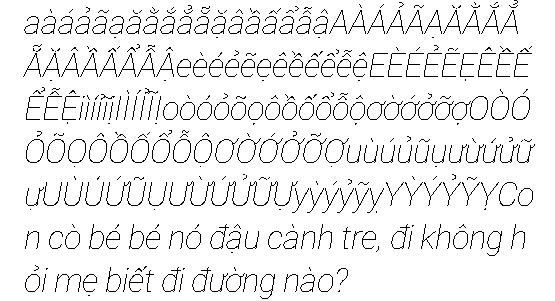 aàáảãạăằắẳẵặâầấẩẫậAÀÁẢÃẠĂẰẮẲ
ẴẶÂẦẤẨẪẬeèéẻẽẹêềếểễệEÈÉẺẼẸÊỀẾ
ỂỄỆiìíỉĩịIÌÍỈĨỊoòóỏõọôồốổỗộơờớởỡợOÒÓ
ỎÕỌÔỒỐỔỖỘƠỜỚỞỠỢuùúủũụưừứửữ
ựUÙÚỨŨỤƯỪỨỬỮỰyỳýỷỹỵYỲÝỶỸỴCo
n cò bé bé nó đậu cành tre, đi không h
ỏi mẹ biết đi đường nào?